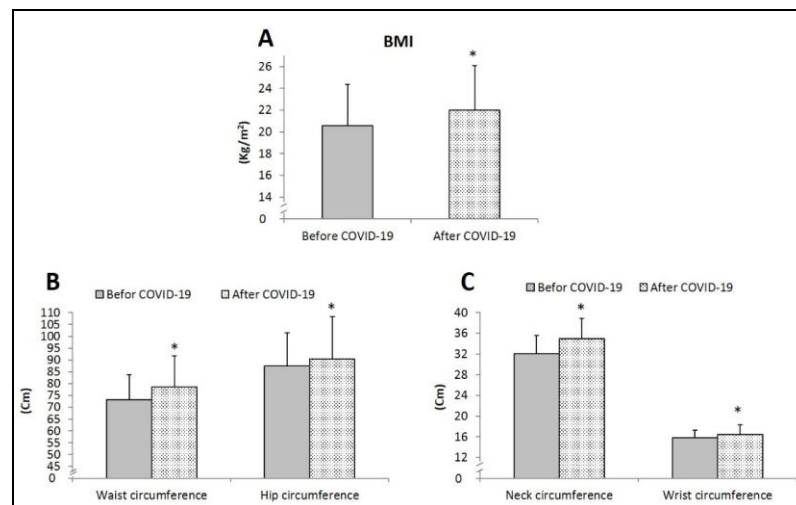 A
BMI
*
26
24
22
20
18
16
14
0
(Kg/m²)
Before COVID-19 After COVID-19
B
Befor COVID-19 After COVID-19
* *
110
105
100
95
90
85
80
75
70
65
60
55
50
45
0
(Cm)
Waist circumference Hip circumference
C
Befor COVID-19 After COVID-19
* *
40
36
32
28
24
20
16
12
0
(Cm)
Neck circumference Wrist circumference